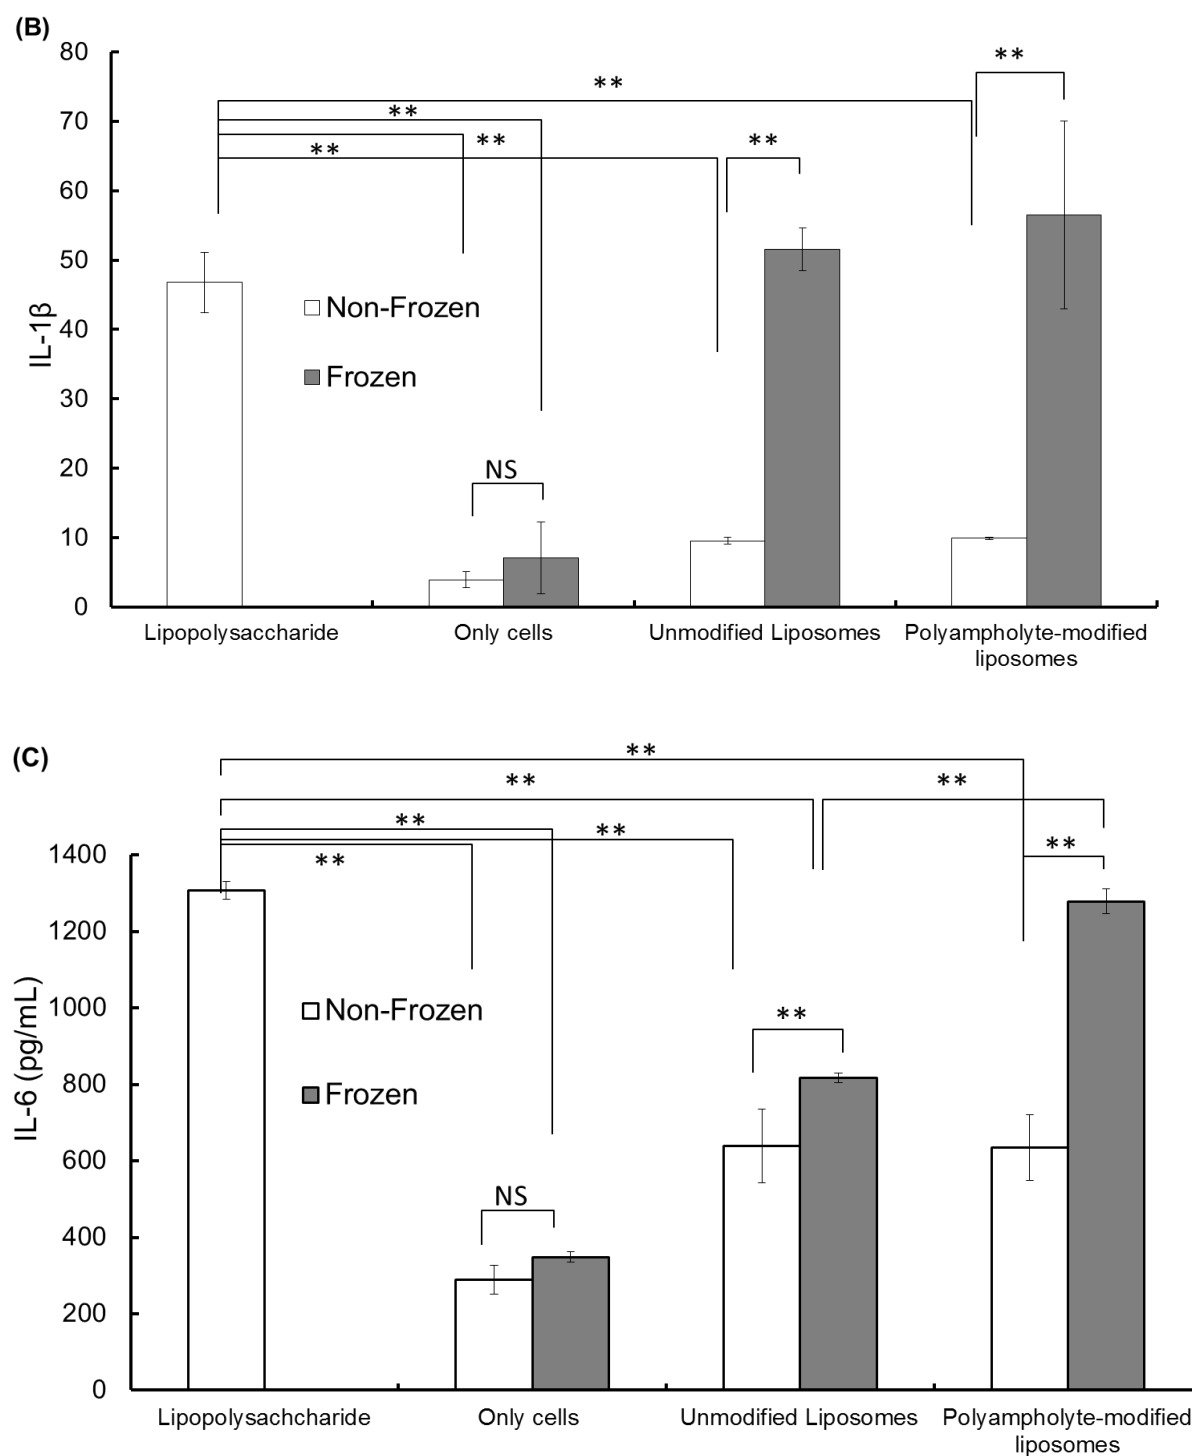 (B)
80
70
60
50
40
30
20
10
0
IL-1β
**
**
**
**
**
**
Non-Frozen
Frozen
NS
Lipopolysaccharide
Only cells
Unmodified Liposomes
Polyampholyte-modified
liposomes
(C)
1400
1200
1000
800
600
400
200
0
IL-6 (pg/mL)
**
**
**
**
**
**
**
**
Non-Frozen
Frozen
NS
Lipopolysachcharide
Only cells
Unmodified Liposomes
Polyampholyte-modified
liposomes